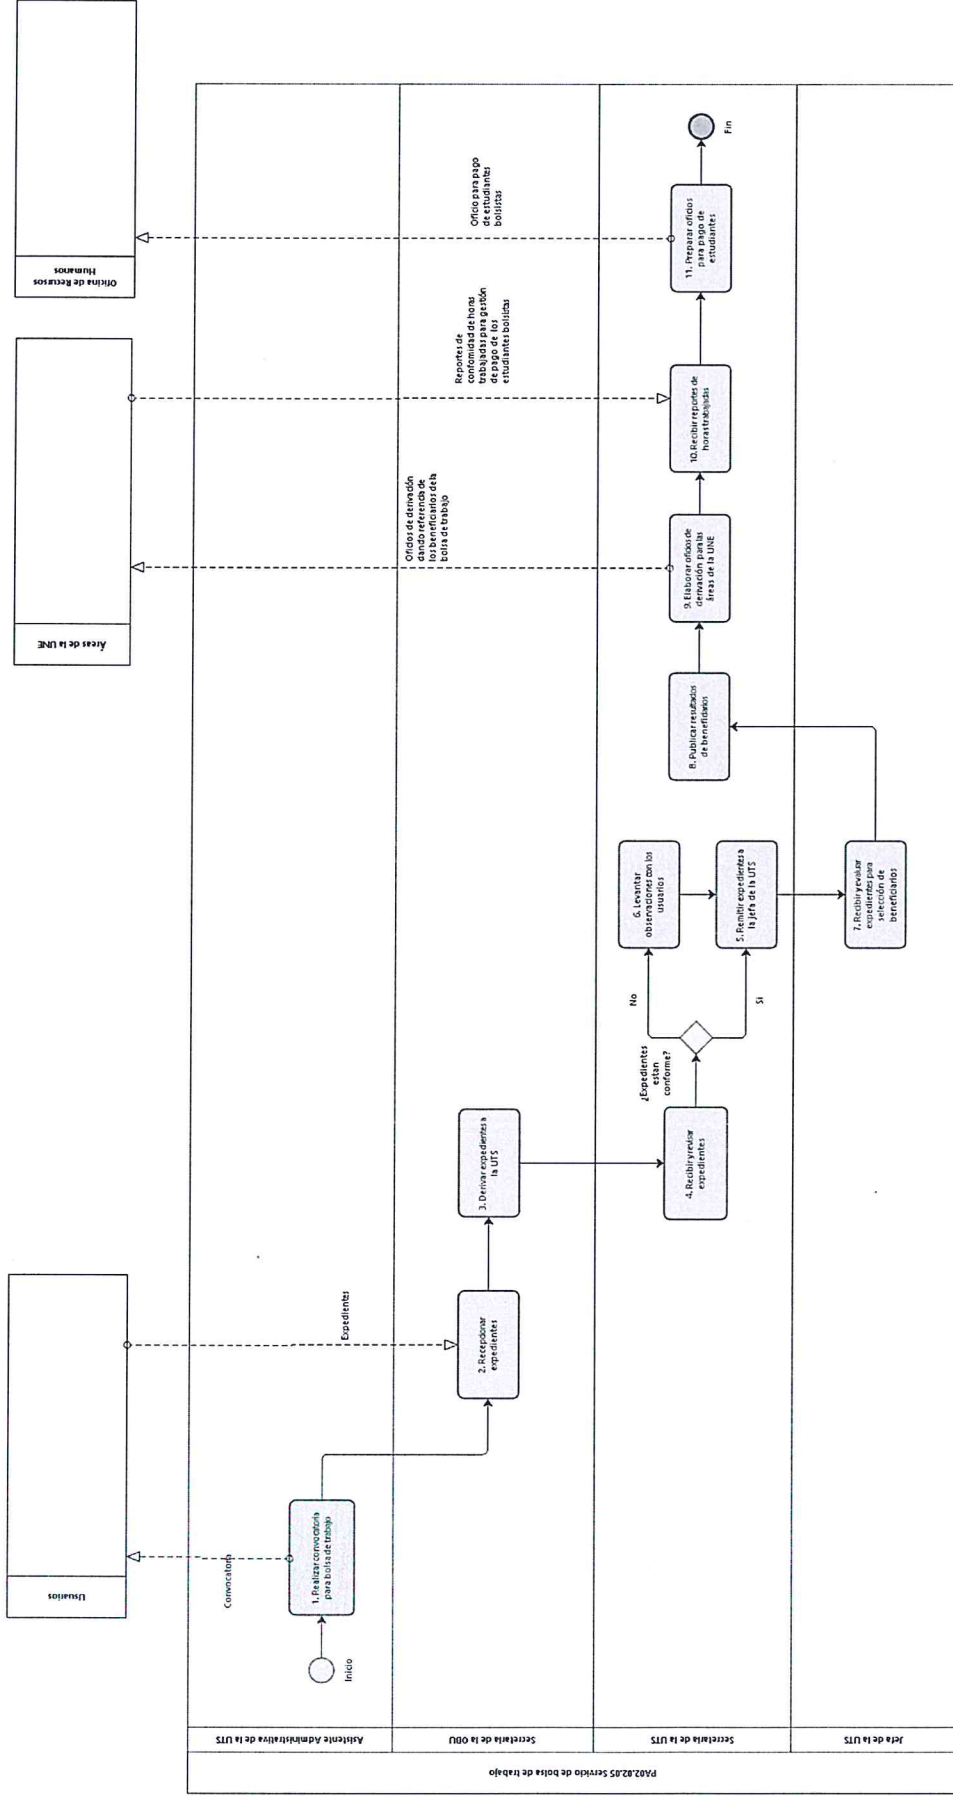 Usuarios
Áreas de la UNE
Oficina de Recursos
Humanos
PA02.02.05 Servicio de bolsa de trabajo
Asistente Administrativa de la UTS
Inicio
1. Realizar convocatoria
para bolsa de trabajo
Convocatoria
Secretaria de la OBU
Expedientes
2. Recepcionar
expedientes
3. Derivar expedientes a
la UTS
Secretaria de la UTS
4. Recibir y revisar
expedientes
¿Expedientes
estan
conforme?
No
Si
6. Levantar
observaciones con los
usuarios
5. Remitir expedientes a
la jefa de la UTS
Jefa de la UTS
7. Recibir y evaluar
expedientes para
selección de
beneficiarios
8. Publicar resultados
de beneficiarios
9. Elaborar oficios de
derivación para las
áreas de la UNE
Oficios de derivación
dando referencia de
los beneficiarios de la
bolsa de trabajo
10. Recibir reportes de
horas trabajadas
Reportes de
conformidad de horas
trabajadas para gestión
de pago de los
estudiantes bolsistas
11. Preparar oficios
para pago de
estudiantes
Oficio para pago
de estudiantes
bolsistas
Fin